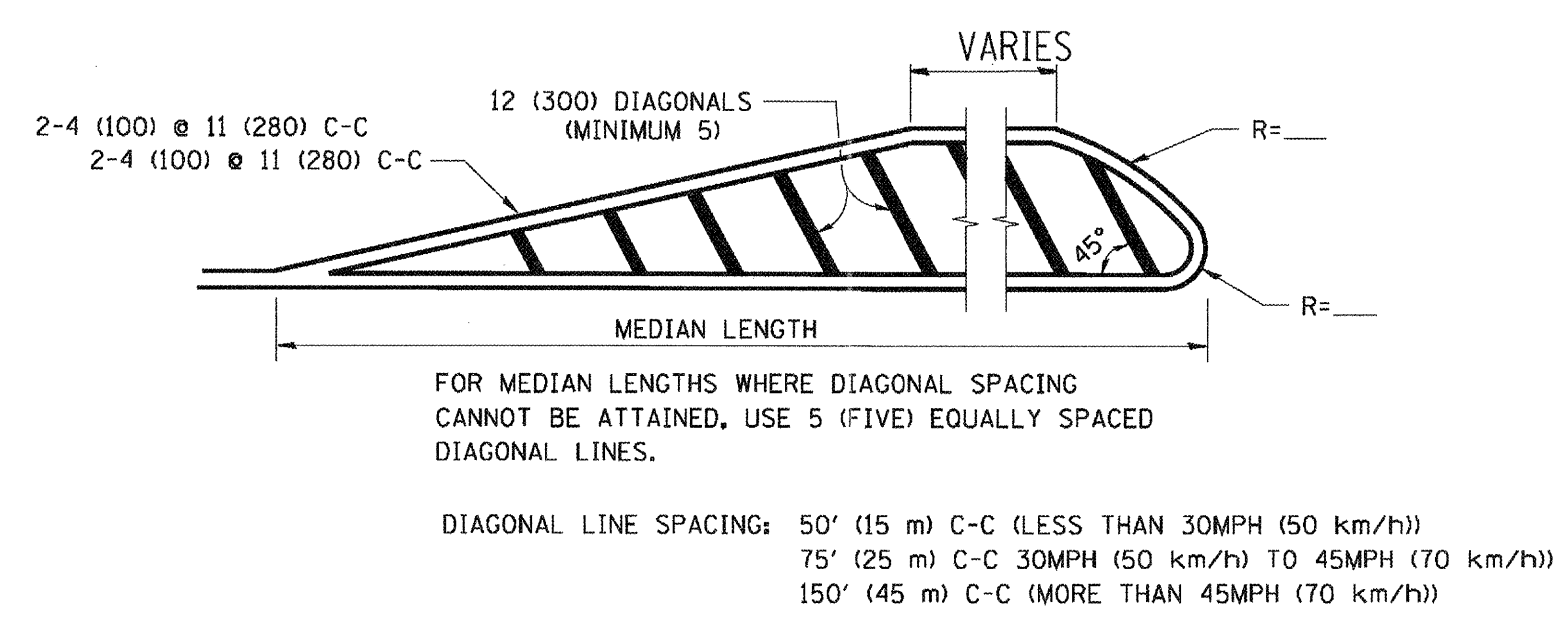 VARIES
12 (300) DIAGONALS
(MINIMUM 5)
2-4 (100) @ 11 (280) C-C
2-4 (100) @ 11 (280) C-C
R=___
45°
R=___
MEDIAN LENGTH
FOR MEDIAN LENGTHS WHERE DIAGONAL SPACING
CANNOT BE ATTAINED, USE 5 (FIVE) EQUALLY SPACED
DIAGONAL LINES.
DIAGONAL LINE SPACING: 50' (15 m) C-C (LESS THAN 30MPH (50 km/h))
75' (25 m) C-C 30MPH (50 km/h) TO 45MPH (70 km/h))
150' (45 m) C-C (MORE THAN 45MPH (70 km/h))